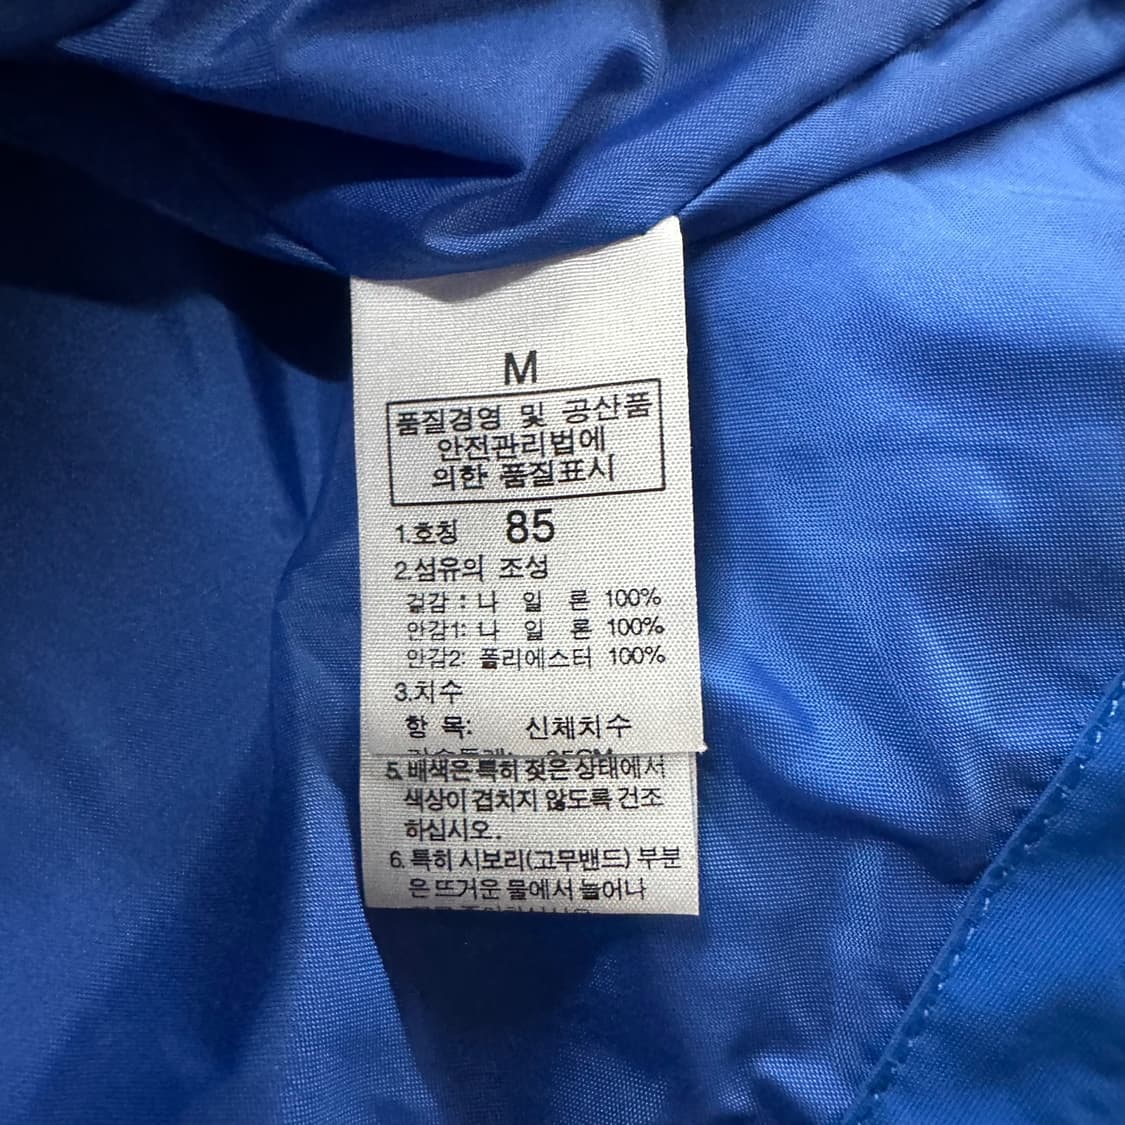 M
품질경영 및 공산품
안전관리법에
의한 품질표시
1.호칭 85
2.섬유의 조성
겉감 : 나 일 론 100%
안감1: 나 일 론 100%
안감2: 폴리에스터 100%
3.치수
항 목: 신체치수
5. 배색은 특히 젖은 상태에서
색상이 겹치지 않도록 건조
하십시오.
6. 특히 시보리(고무밴드) 부분
은 뜨거운 물에서 늘어나